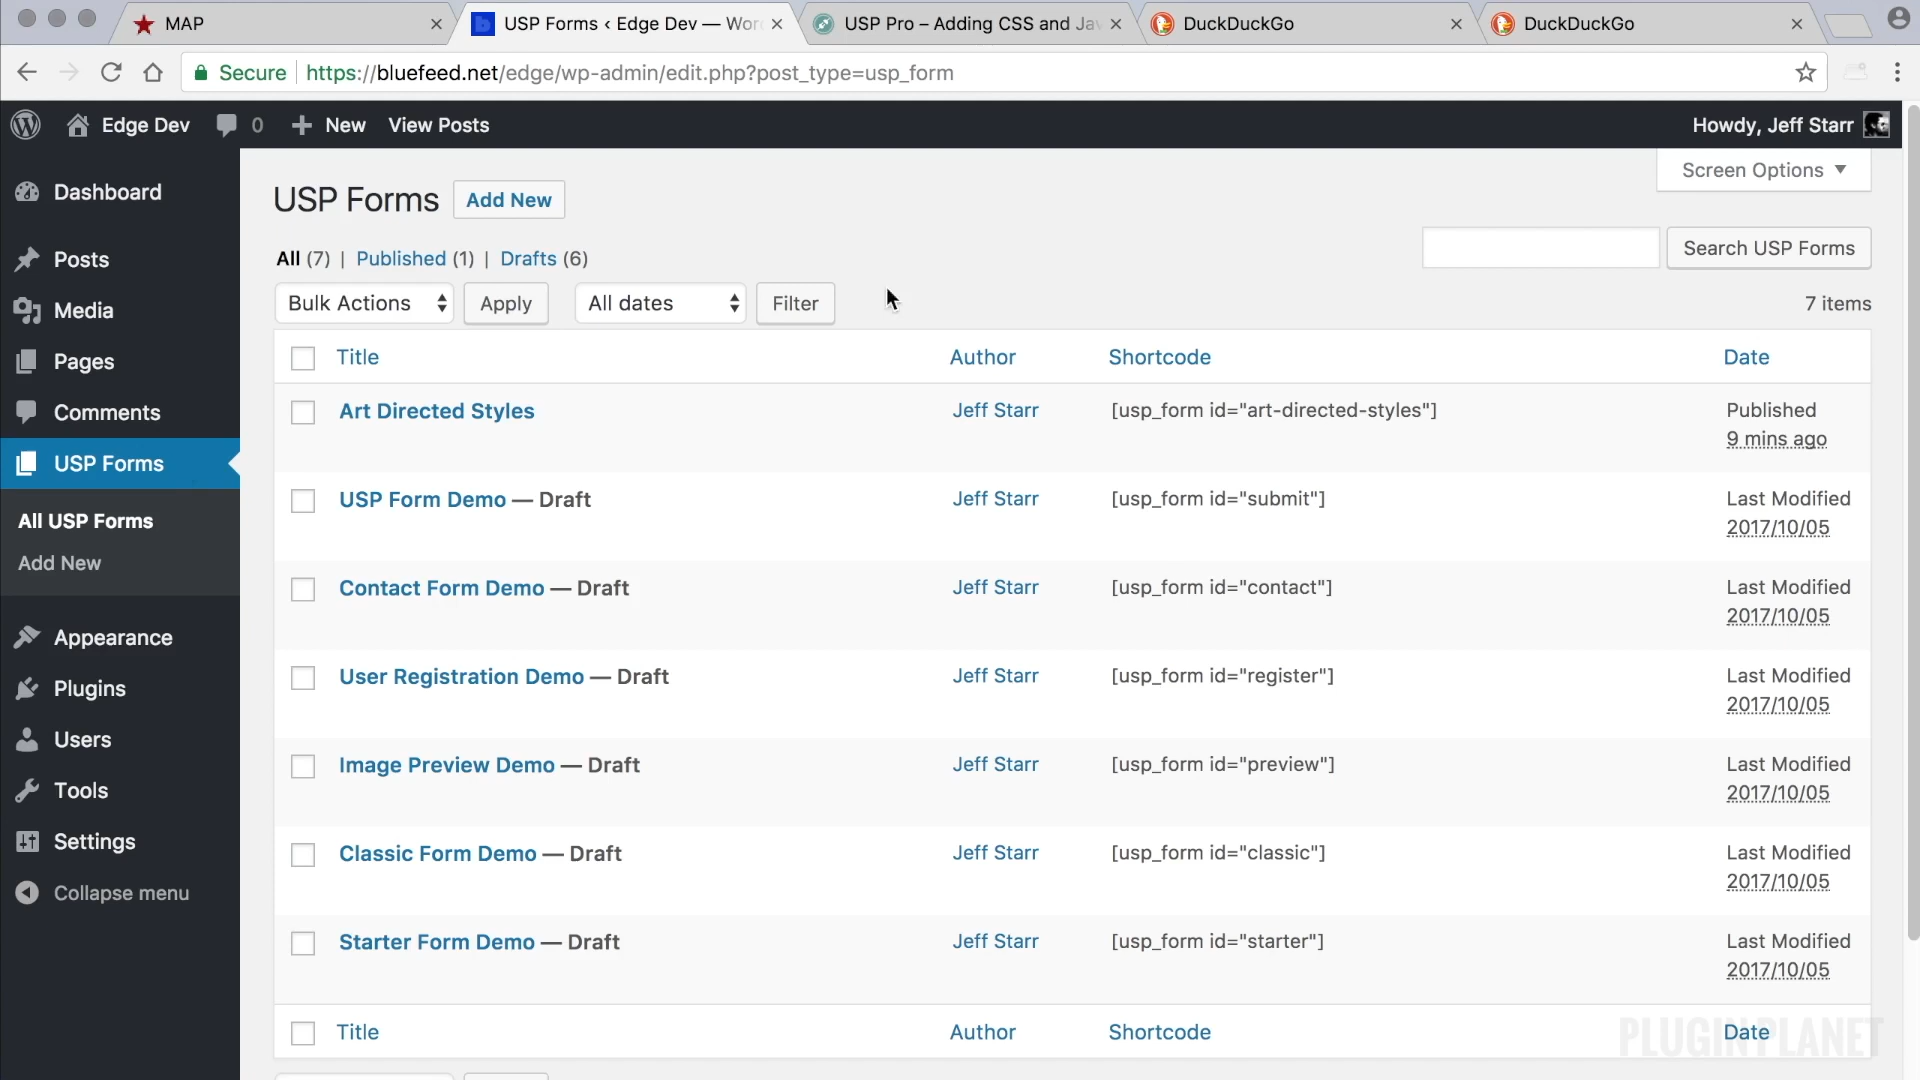 MAP
USP Forms ‹ Edge Dev — Wor
USP Pro – Adding CSS and Jav
DuckDuckGo
DuckDuckGo
Secure
https://bluefeed.net/edge/wp-admin/edit.php?post_type=usp_form
Edge Dev
0
New
View Posts
Howdy, Jeff Starr
Dashboard
Posts
Media
Pages
Comments
USP Forms
All USP Forms
Add New
Appearance
Plugins
Users
Tools
Settings
Collapse menu
Screen Options
USP Forms
Add New
All (7) | Published (1) | Drafts (6)
Search USP Forms
Bulk Actions
Apply
All dates
Filter
7 items
Title Author Shortcode Date
Art Directed Styles Jeff Starr [usp_form id="art-directed-styles"] Published
9 mins ago
USP Form Demo — Draft Jeff Starr [usp_form id="submit"] Last Modified
2017/10/05
Contact Form Demo — Draft Jeff Starr [usp_form id="contact"] Last Modified
2017/10/05
User Registration Demo — Draft Jeff Starr [usp_form id="register"] Last Modified
2017/10/05
Image Preview Demo — Draft Jeff Starr [usp_form id="preview"] Last Modified
2017/10/05
Classic Form Demo — Draft Jeff Starr [usp_form id="classic"] Last Modified
2017/10/05
Starter Form Demo — Draft Jeff Starr [usp_form id="starter"] Last Modified
2017/10/05
Title Author Shortcode Date
PLUGIN PLANET